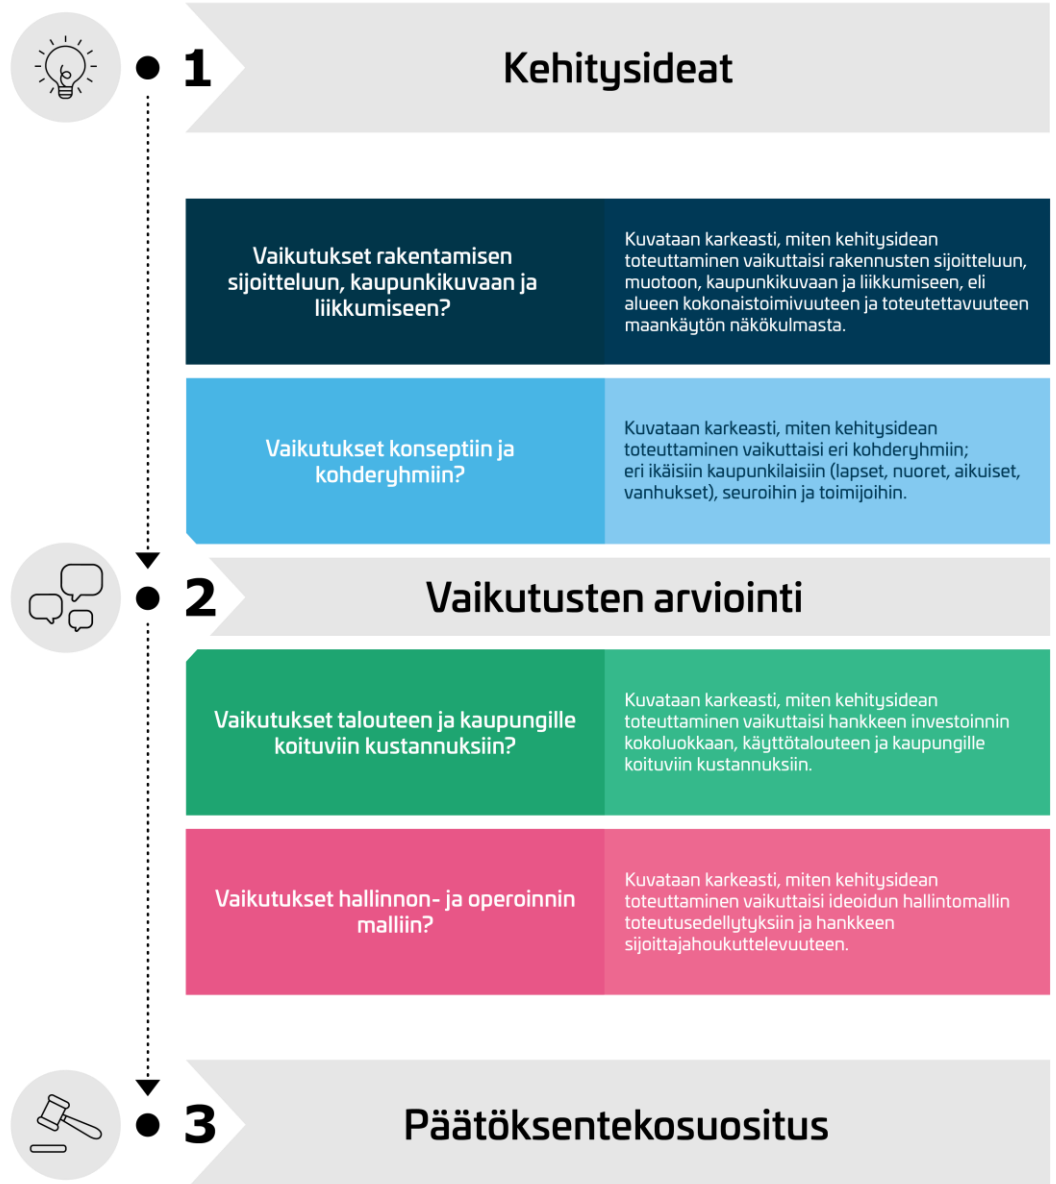 1
Kehitysideat
Vaikutukset rakentamisen
sijoitteluun, kaupunkikuvaan ja
liikkumiseen?
Kuvataan karkeasti, miten kehitysidean
toteuttaminen vaikuttaisi rakennusten sijoitteluun,
muotoon, kaupunkikuvaan ja liikkumiseen, eli
alueen kokonaistoimivuuteen ja toteutettavuuteen
maankäytön näkökulmasta.
Vaikutukset konseptiin ja
kohderyhmiin?
Kuvataan karkeasti, miten kehitysidean
toteuttaminen vaikuttaisi eri kohderyhmiin;
eri ikäisiin kaupunkilaisiin (lapset, nuoret, aikuiset,
vanhukset), seuroihin ja toimijoihin.
2
Vaikutusten arviointi
Vaikutukset talouteen ja kaupungille
koituviin kustannuksiin?
Kuvataan karkeasti, miten kehitysidean
toteuttaminen vaikuttaisi hankkeen investoinnin
kokoluokkaan, käyttötalouteen ja kaupungille
koituviin kustannuksiin.
Vaikutukset hallinnon- ja operoinnin
malliin?
Kuvataan karkeasti, miten kehitysidean
toteuttaminen vaikuttaisi ideoidun hallintomallin
toteutusedellytyksiin ja hankkeen
sijoittajahoukuttelevuuteen.
3
Päätöksentekosuositus